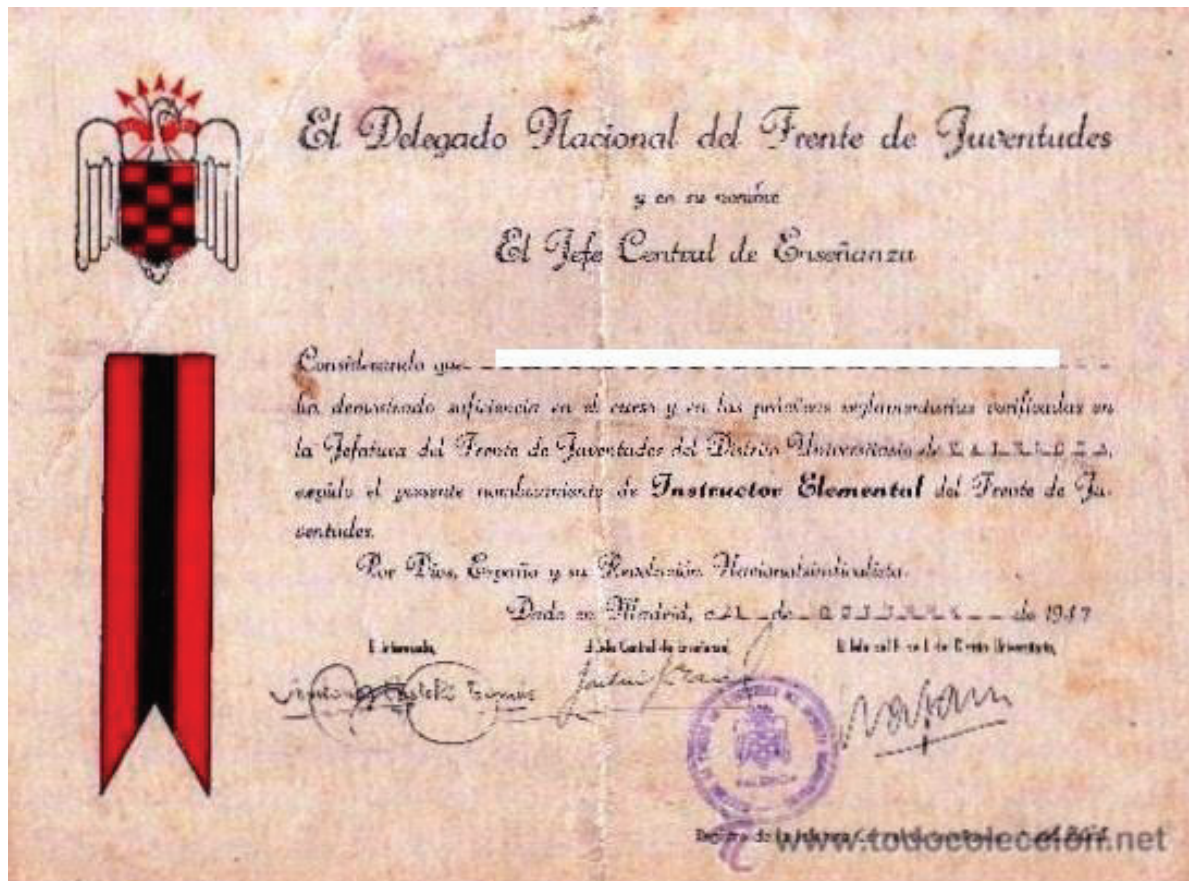 El Delegado Nacional del Frente de Juventudes
y en su nombre
El Jefe Central de Enseñanza
Considerando que
ha demostrado suficiencia en el curso y en las prácticas reglamentarias verificadas en
la Jefatura del Frente de Juventudes del Distrito Universitario de
expido el presente nombramiento de Instructor Elemental del Frente de Ju-
ventudes.
Por Dios, España y su Revolución Nacionalsindicalista.
Dado en Madrid, a de de 1947
El interesado,
El Jefe Central de Enseñanza,
El Jefe del F. de J. del Distrito Universitario,
www.todocoleccion.net